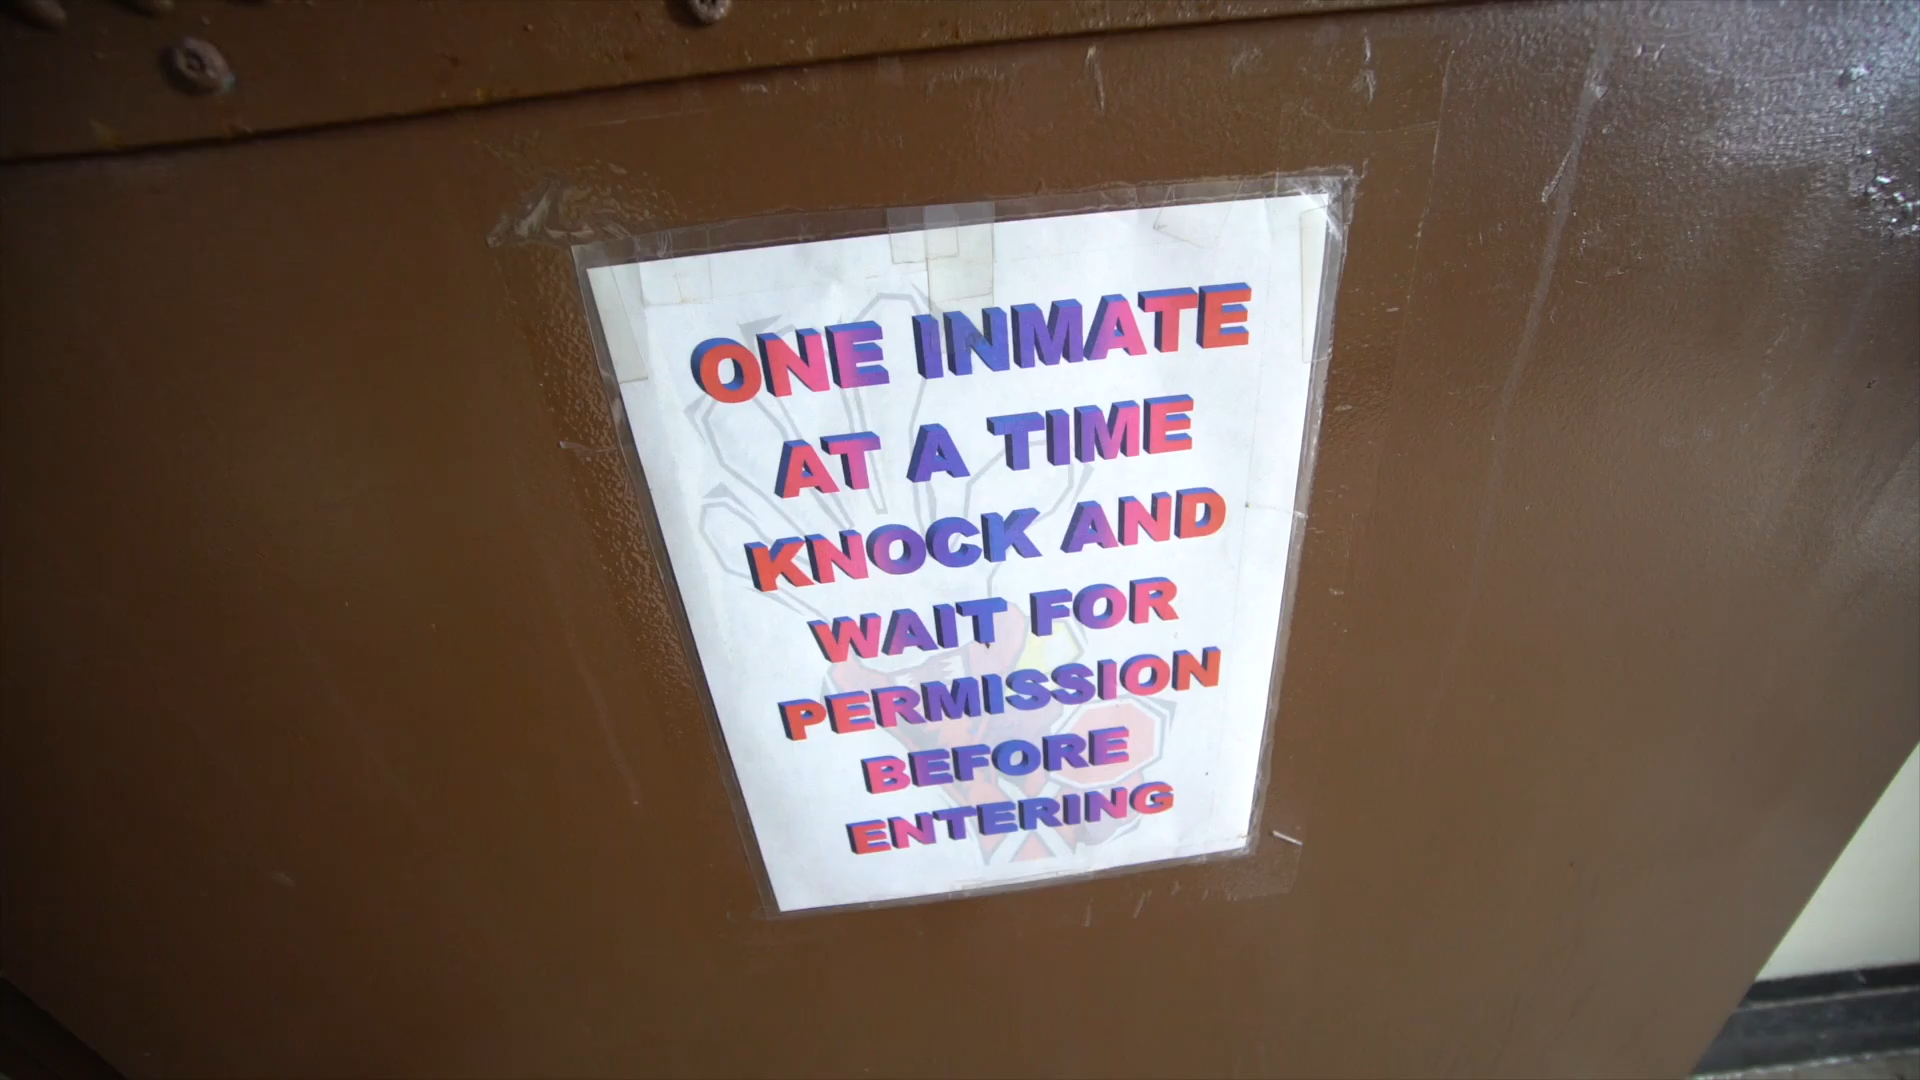 ONE INMATE
AT A TIME
KNOCK AND
WAIT FOR
PERMISSION
BEFORE
ENTERING